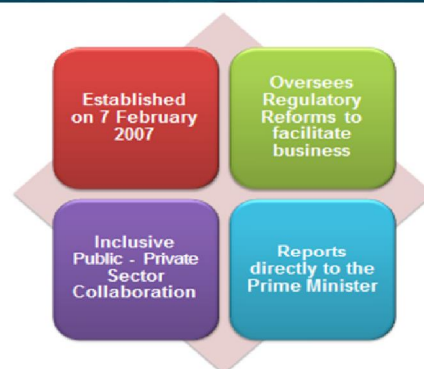 Established
on 7 February
2007
Oversees
Regulatory
Reforms to
facilitate
business
Inclusive
Public - Private
Sector
Collaboration
Reports
directly to the
Prime Minister